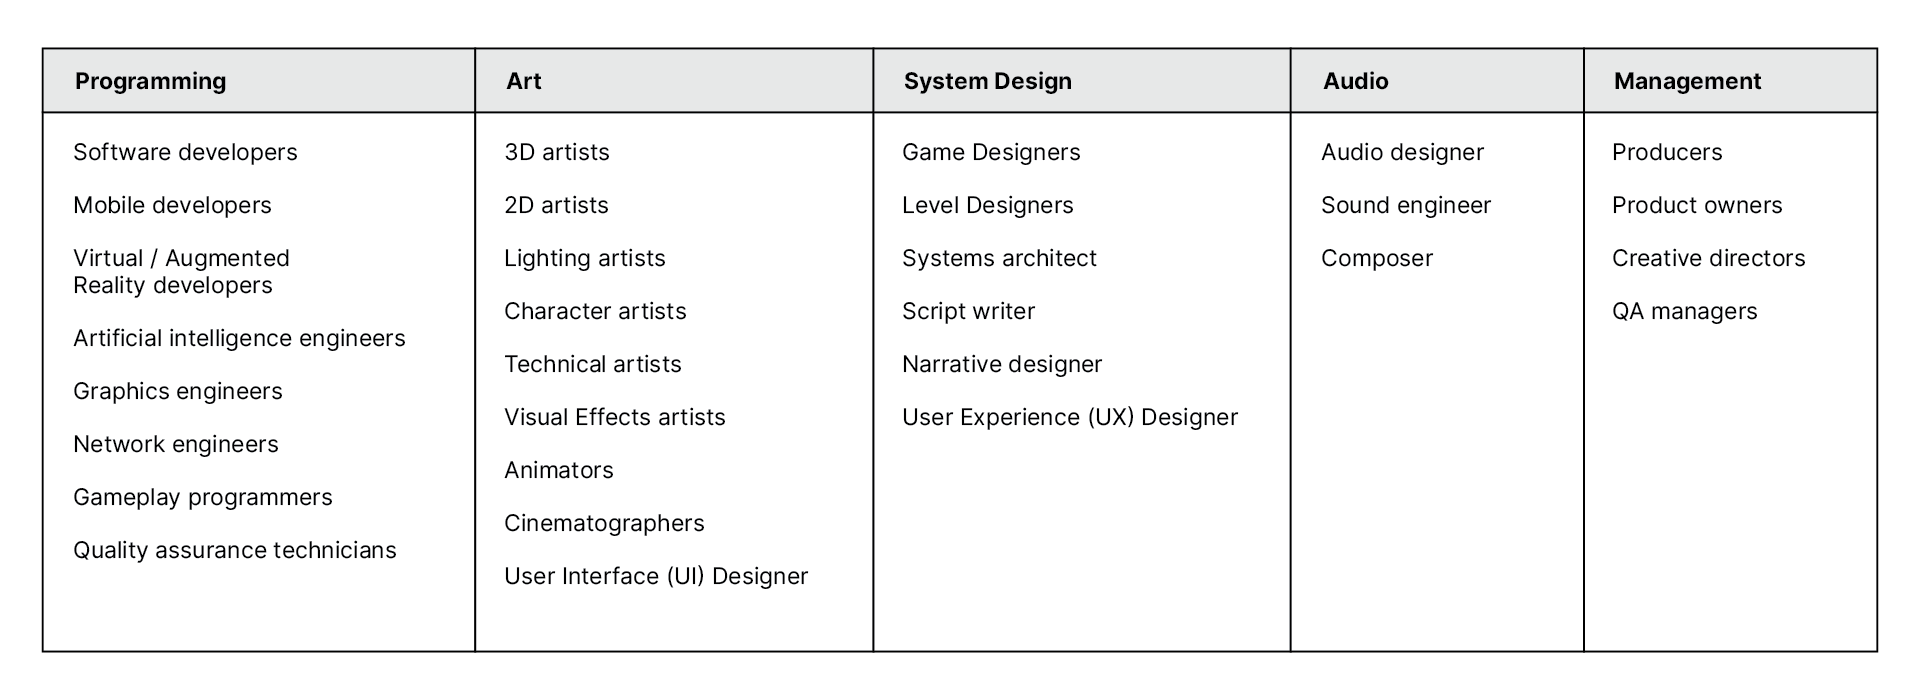 Programming
Art
System Design
Audio
Management
Software developers
Mobile developers
Virtual / Augmented
Reality developers
Artificial intelligence engineers
Graphics engineers
Network engineers
Gameplay programmers
Quality assurance technicians
3D artists
2D artists
Lighting artists
Character artists
Technical artists
Visual Effects artists
Animators
Cinematographers
User Interface (UI) Designer
Game Designers
Level Designers
Systems architect
Script writer
Narrative designer
User Experience (UX) Designer
Audio designer
Sound engineer
Composer
Producers
Product owners
Creative directors
QA managers